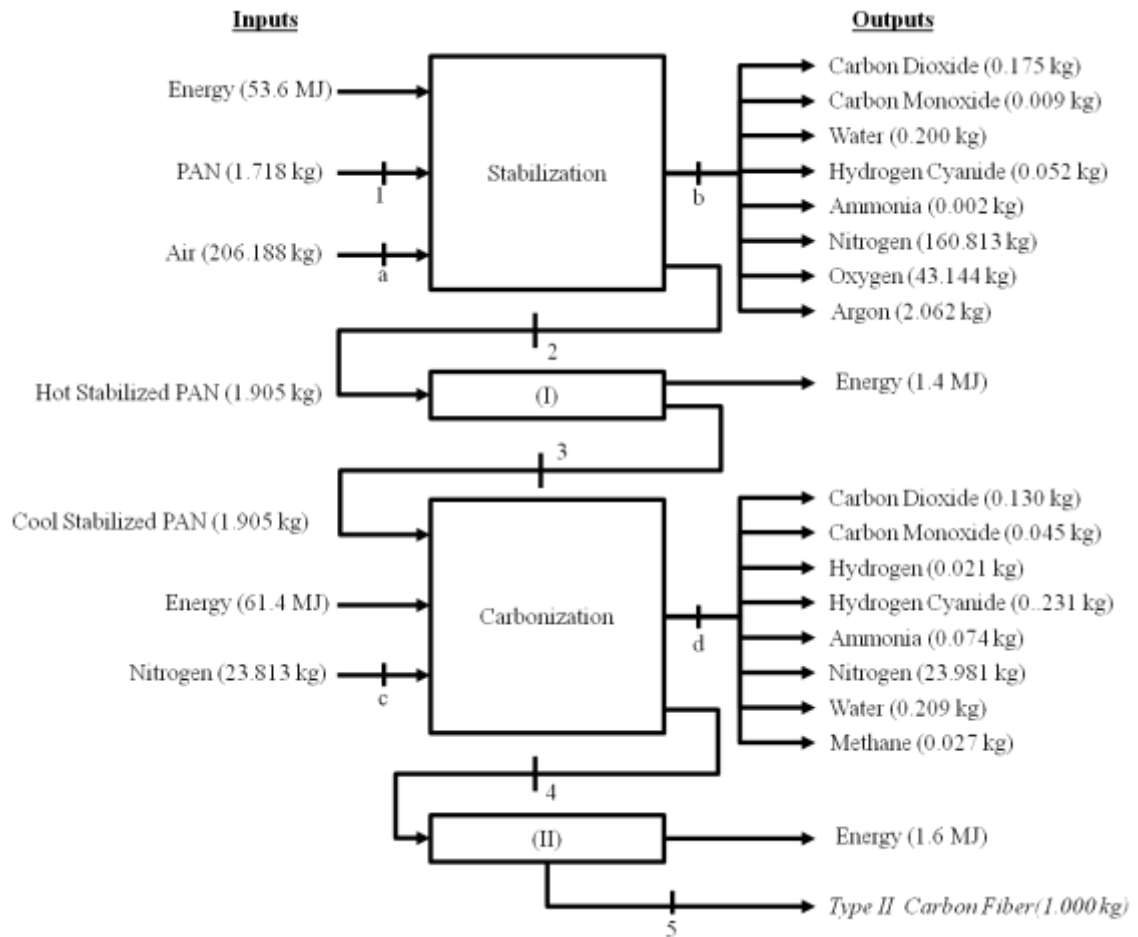 Inputs
Outputs
Energy (53.6 MJ)
PAN (1.718 kg)
1
Air (206.188 kg)
a
Stabilization
b
Carbon Dioxide (0.175 kg)
Carbon Monoxide (0.009 kg)
Water (0.200 kg)
Hydrogen Cyanide (0.052 kg)
Ammonia (0.002 kg)
Nitrogen (160.813 kg)
Oxygen (43.144 kg)
Argon (2.062 kg)
2
Hot Stabilized PAN (1.905 kg)
(I)
Energy (1.4 MJ)
3
Cool Stabilized PAN (1.905 kg)
Energy (61.4 MJ)
Nitrogen (23.813 kg)
c
Carbonization
d
Carbon Dioxide (0.130 kg)
Carbon Monoxide (0.045 kg)
Hydrogen (0.021 kg)
Hydrogen Cyanide (0..231 kg)
Ammonia (0.074 kg)
Nitrogen (23.981 kg)
Water (0.209 kg)
Methane (0.027 kg)
4
(II)
Energy (1.6 MJ)
5
Type II Carbon Fiber(1.000 kg)